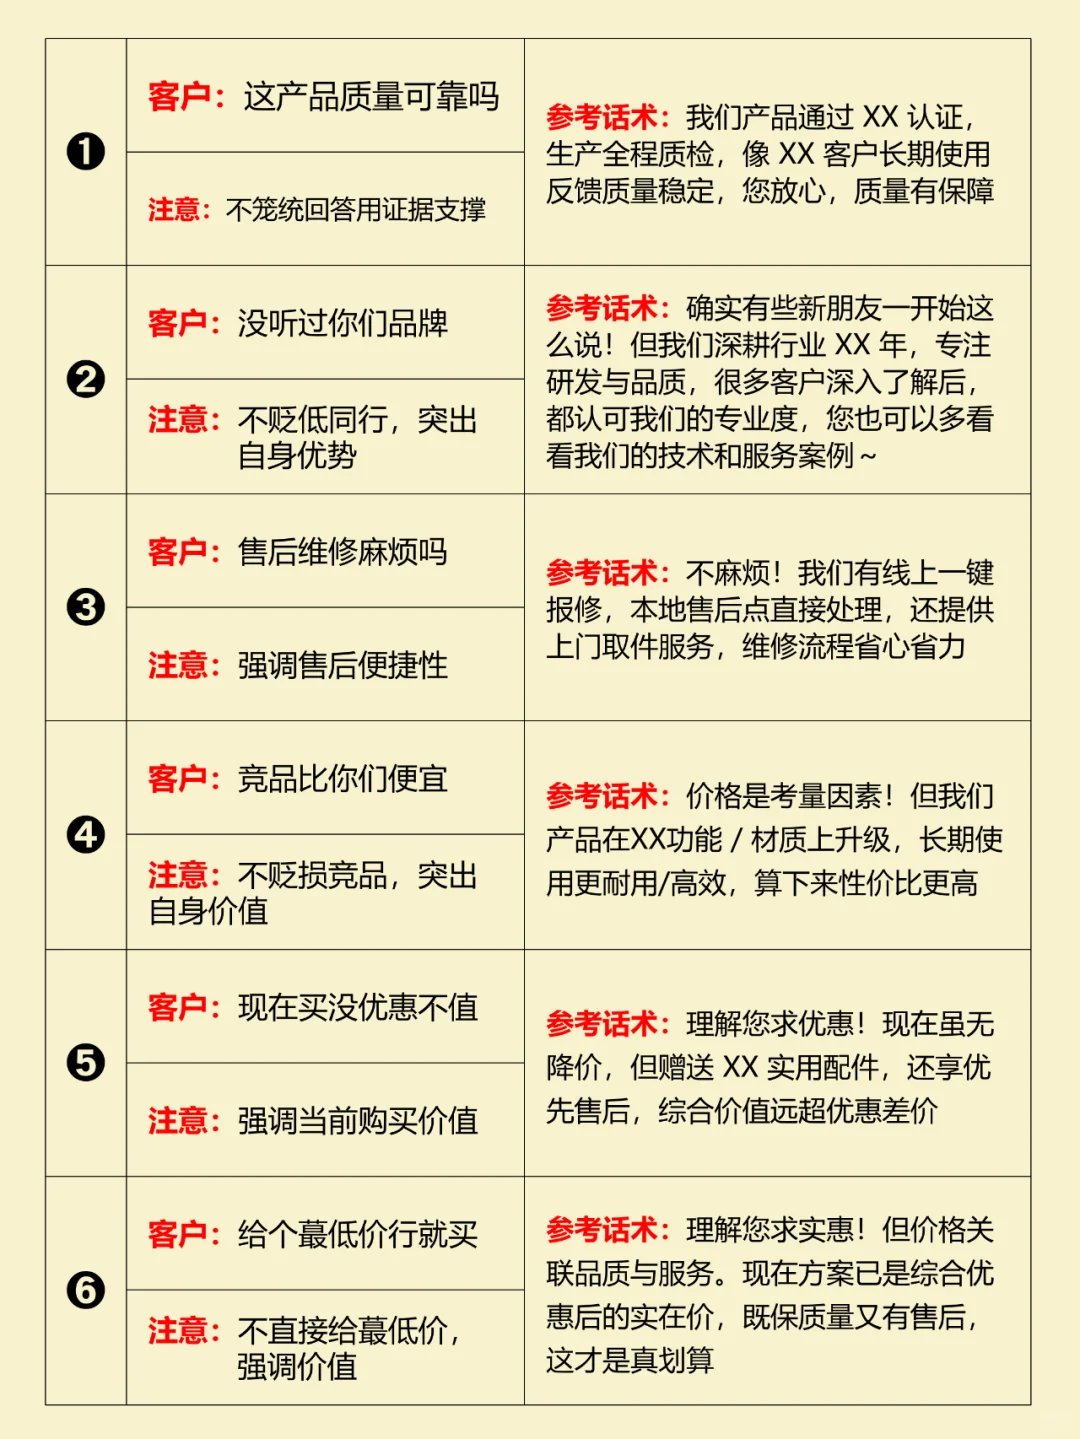 ❶
客户：这产品质量可靠吗
注意：不笼统回答用证据支撑
参考话术：我们产品通过 XX 认证，
生产全程质检，像 XX 客户长期使用
反馈质量稳定，您放心，质量有保障
❷
客户：没听过你们品牌
注意：不贬低同行，突出
自身优势
参考话术：确实有些新朋友一开始这
么说！但我们深耕行业 XX 年，专注
研发与品质，很多客户深入了解后，
都认可我们的专业度，您也可以多看
看我们的技术和服务案例～
❸
客户：售后维修麻烦吗
注意：强调售后便捷性
参考话术：不麻烦！我们有线上一键
报修，本地售后点直接处理，还提供
上门取件服务，维修流程省心省力
❹
客户：竞品比你们便宜
注意：不贬损竞品，突出
自身价值
参考话术：价格是考量因素！但我们
产品在XX功能 / 材质上升级，长期使
用更耐用/高效，算下来性价比更高
❺
客户：现在买没优惠不值
注意：强调当前购买价值
参考话术：理解您求优惠！现在虽无
降价，但赠送 XX 实用配件，还享优
先售后，综合价值远超优惠差价
❻
客户：给个最低价行就买
注意：不直接给最低价，
强调价值
参考话术：理解您求实惠！但价格关
联品质与服务。现在方案已是综合优
惠后的实在价，既保质量又有售后，
这才是真划算